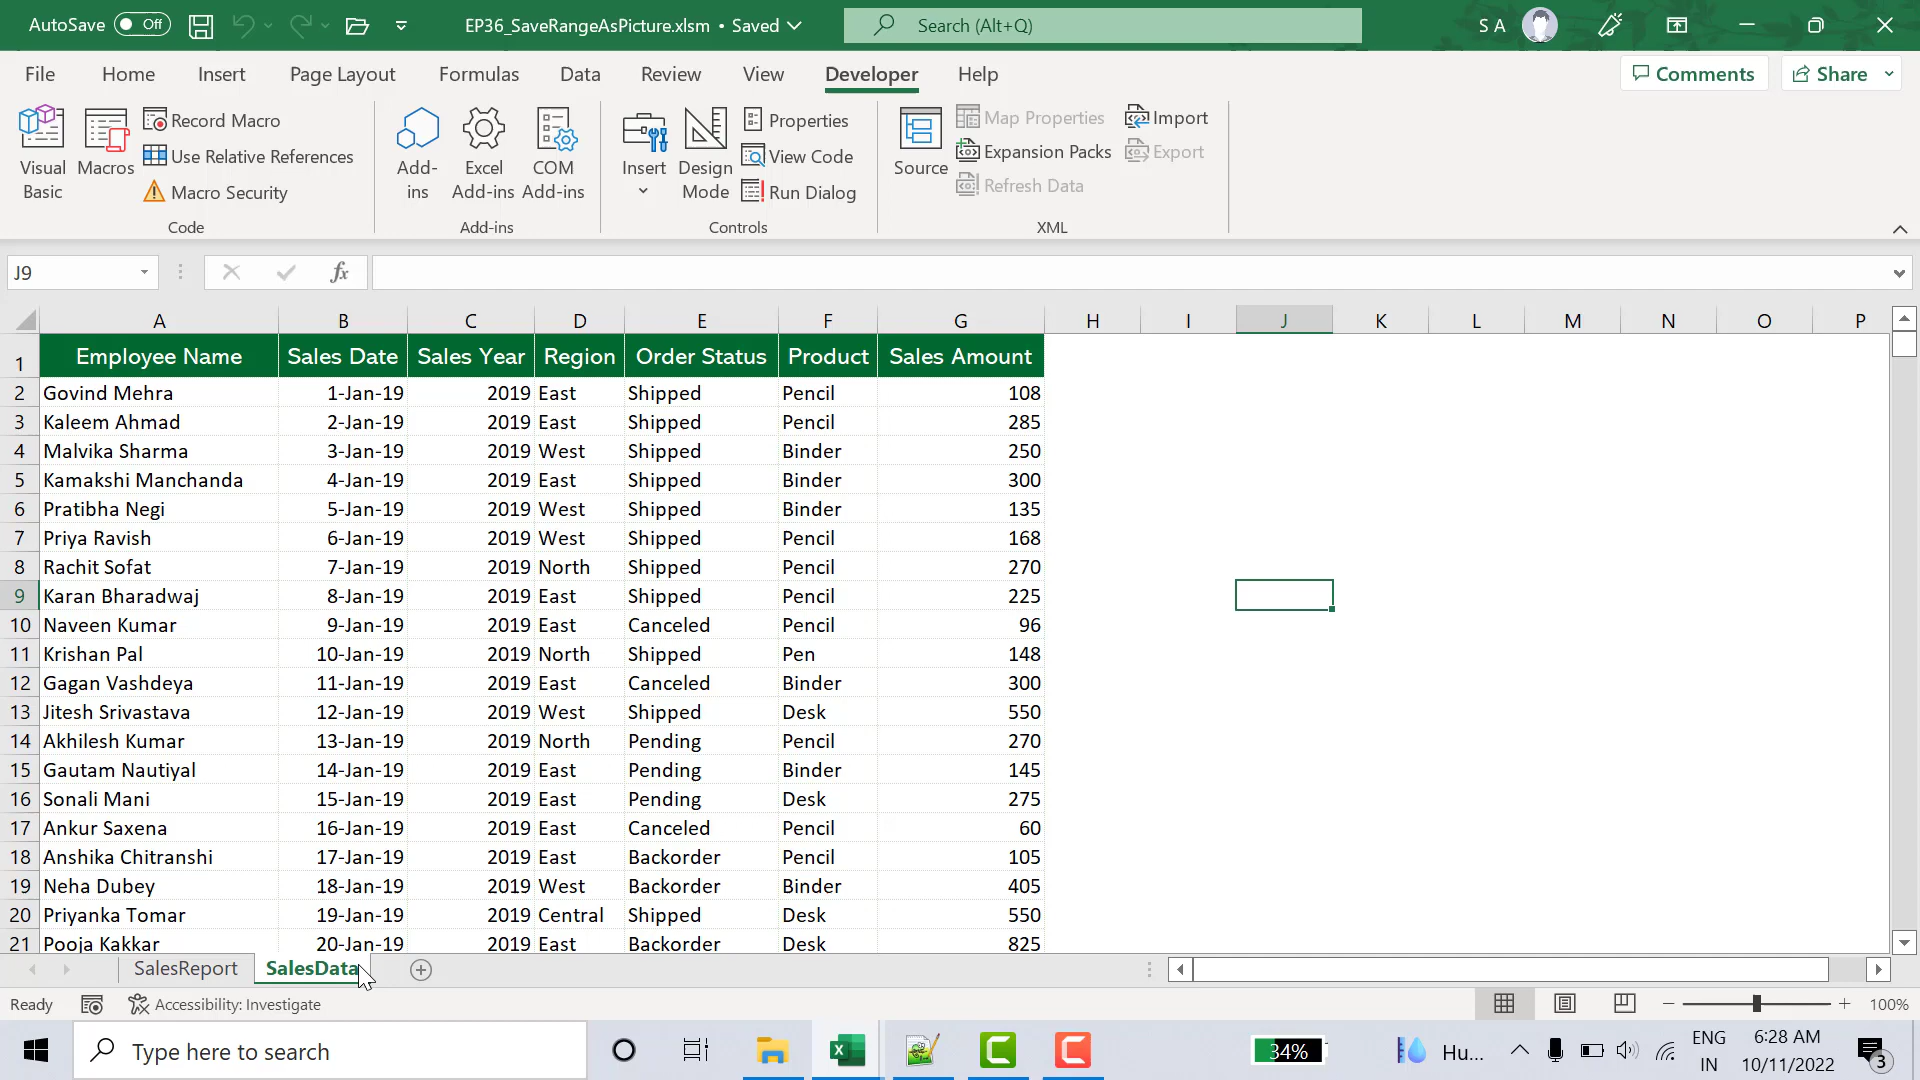 AutoSave Off EP36_SaveRangeAsPicture.xlsm • Saved Search (Alt+Q) S A
File Home Insert Page Layout Formulas Data Review View Developer Help Comments Share
Visual Basic Macros Record Macro Use Relative References Macro Security
Code
Add-ins Excel Add-ins COM Add-ins
Add-ins
Insert Design Mode Properties View Code Run Dialog
Controls
Source Map Properties Expansion Packs Refresh Data Import Export
XML
J9 fx
A B C D E F G H I J K L M N O P
1 Employee Name Sales Date Sales Year Region Order Status Product Sales Amount
2 Govind Mehra 1-Jan-19 2019 East Shipped Pencil 108
3 Kaleem Ahmad 2-Jan-19 2019 East Shipped Pencil 285
4 Malvika Sharma 3-Jan-19 2019 West Shipped Binder 250
5 Kamakshi Manchanda 4-Jan-19 2019 East Shipped Binder 300
6 Pratibha Negi 5-Jan-19 2019 West Shipped Binder 135
7 Priya Ravish 6-Jan-19 2019 West Shipped Pencil 168
8 Rachit Sofat 7-Jan-19 2019 North Shipped Pencil 270
9 Karan Bharadwaj 8-Jan-19 2019 East Shipped Pencil 225
10 Naveen Kumar 9-Jan-19 2019 East Canceled Pencil 96
11 Krishan Pal 10-Jan-19 2019 North Shipped Pen 148
12 Gagan Vashdeya 11-Jan-19 2019 East Canceled Binder 300
13 Jitesh Srivastava 12-Jan-19 2019 West Shipped Desk 550
14 Akhilesh Kumar 13-Jan-19 2019 North Pending Pencil 270
15 Gautam Nautiyal 14-Jan-19 2019 East Pending Binder 145
16 Sonali Mani 15-Jan-19 2019 East Pending Desk 275
17 Ankur Saxena 16-Jan-19 2019 East Canceled Pencil 60
18 Anshika Chitranshi 17-Jan-19 2019 East Backorder Pencil 105
19 Neha Dubey 18-Jan-19 2019 West Backorder Binder 405
20 Priyanka Tomar 19-Jan-19 2019 Central Shipped Desk 550
21 Pooja Kakkar 20-Jan-19 2019 East Backorder Desk 825
SalesReport SalesData
Ready Accessibility: Investigate 100%
Type here to search 34% Hu... ENG IN 6:28 AM 10/11/2022 3